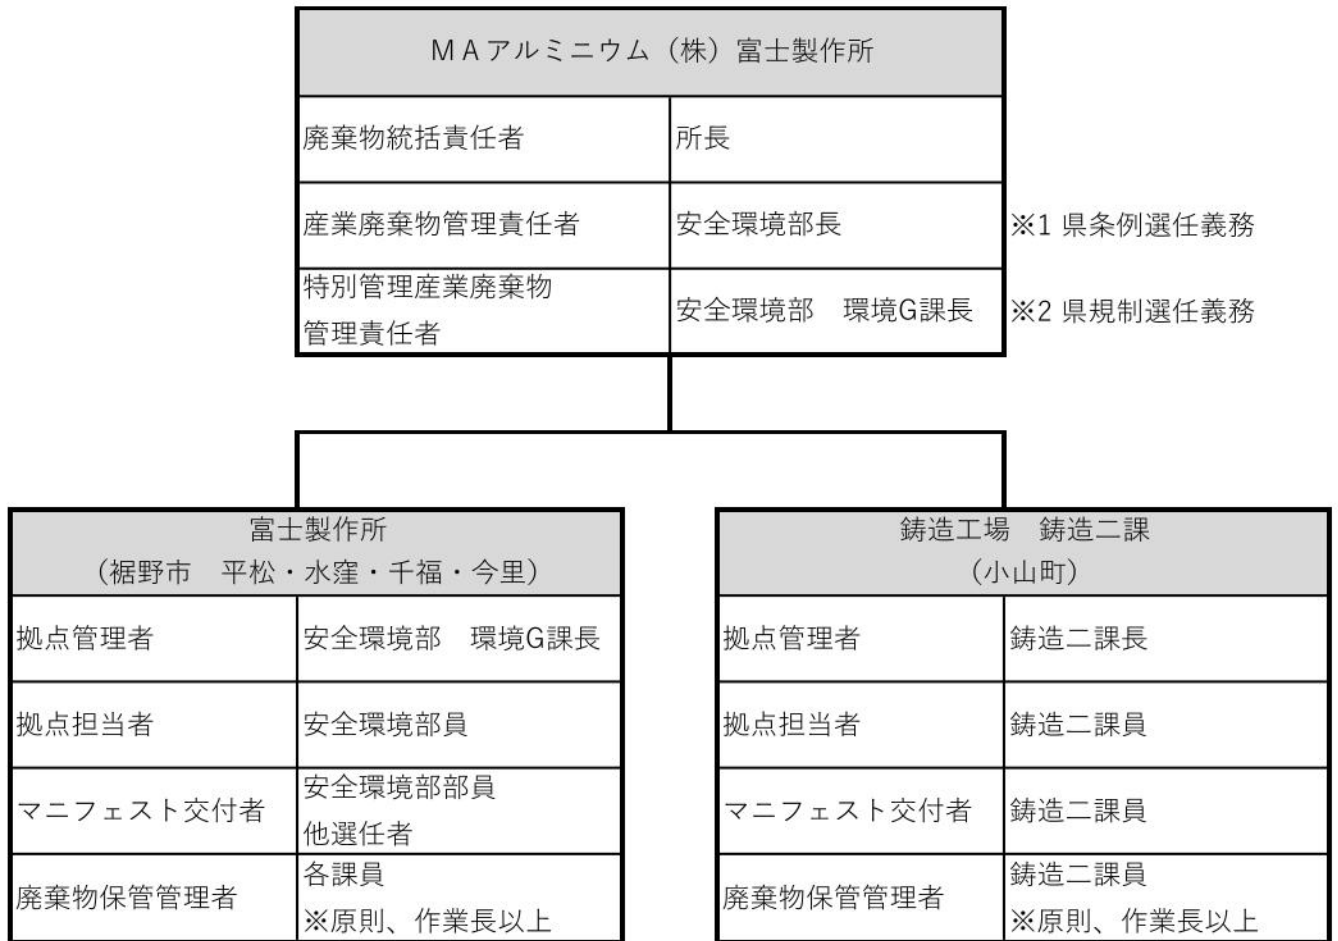 ＭＡアルミニウム（株）富士製作所
廃棄物統括責任者 所長
産業廃棄物管理責任者 安全環境部長 ※1 県条例選任義務
特別管理産業廃棄物
管理責任者 安全環境部　環境G課長 ※2 県規制選任義務
富士製作所
（裾野市　平松・水窪・千福・今里）
拠点管理者 安全環境部　環境G課長
拠点担当者 安全環境部員
マニフェスト交付者 安全環境部部員
他選任者
廃棄物保管管理者 各課員
※原則、作業長以上
鋳造工場　鋳造二課
（小山町）
拠点管理者 鋳造二課長
拠点担当者 鋳造二課員
マニフェスト交付者 鋳造二課員
廃棄物保管管理者 鋳造二課員
※原則、作業長以上